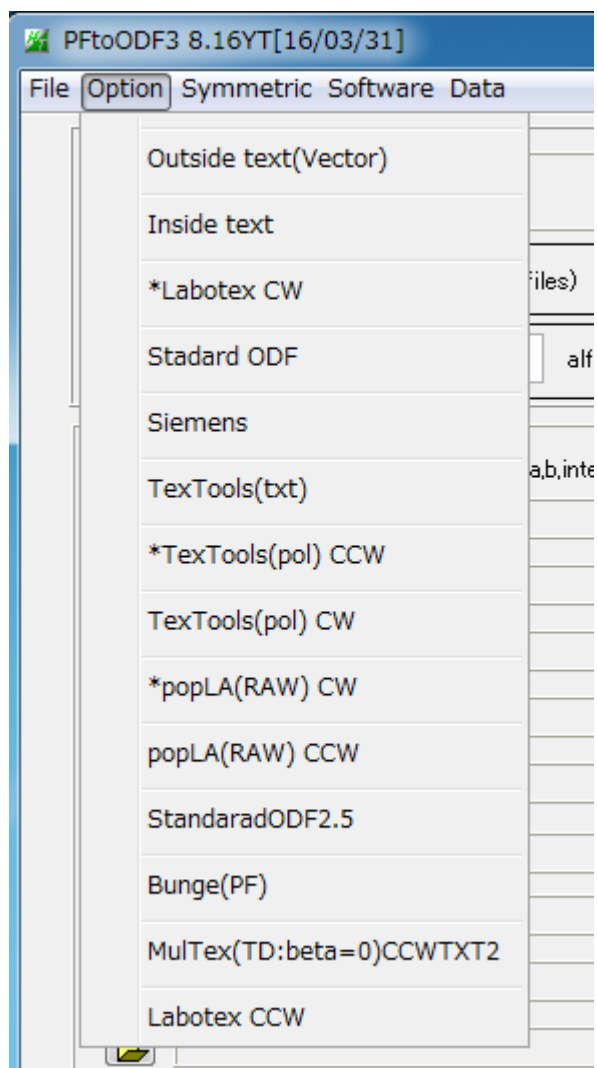 PFtoODF3 8.16YT[16/03/31]
File Option Symmetric Software Data
Outside text(Vector)
Inside text
*Labotex CW
iles)
Stadard ODF
alf
Siemens
a,b,inte
TexTools(txt)
*TexTools(pol) CCW
TexTools(pol) CW
*popLA(RAW) CW
popLA(RAW) CCW
StandaradODF2.5
Bunge(PF)
MulTex(TD:beta=0)CCWTXT2
Labotex CCW